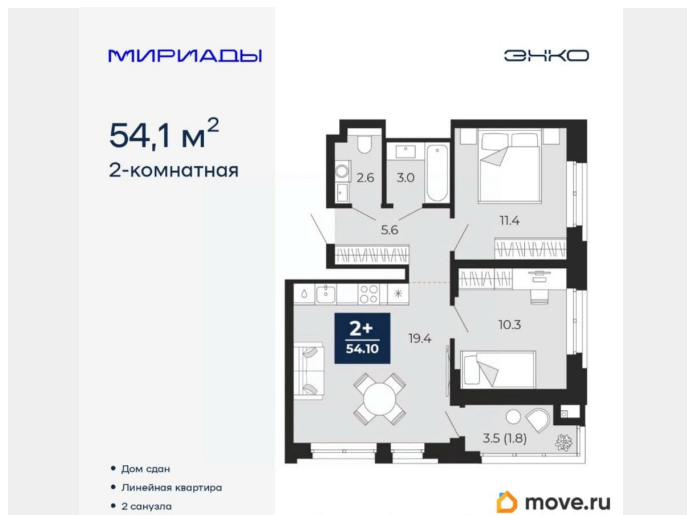 МИРИАДЫ
ЭНКО
54,1 м²
2-комнатная
2.6
3.0
5.6
11.4
2+
54.10
19.4
10.3
3.5 (1.8)
• Дом сдан
• Линейная квартира
• 2 санузла
move.ru